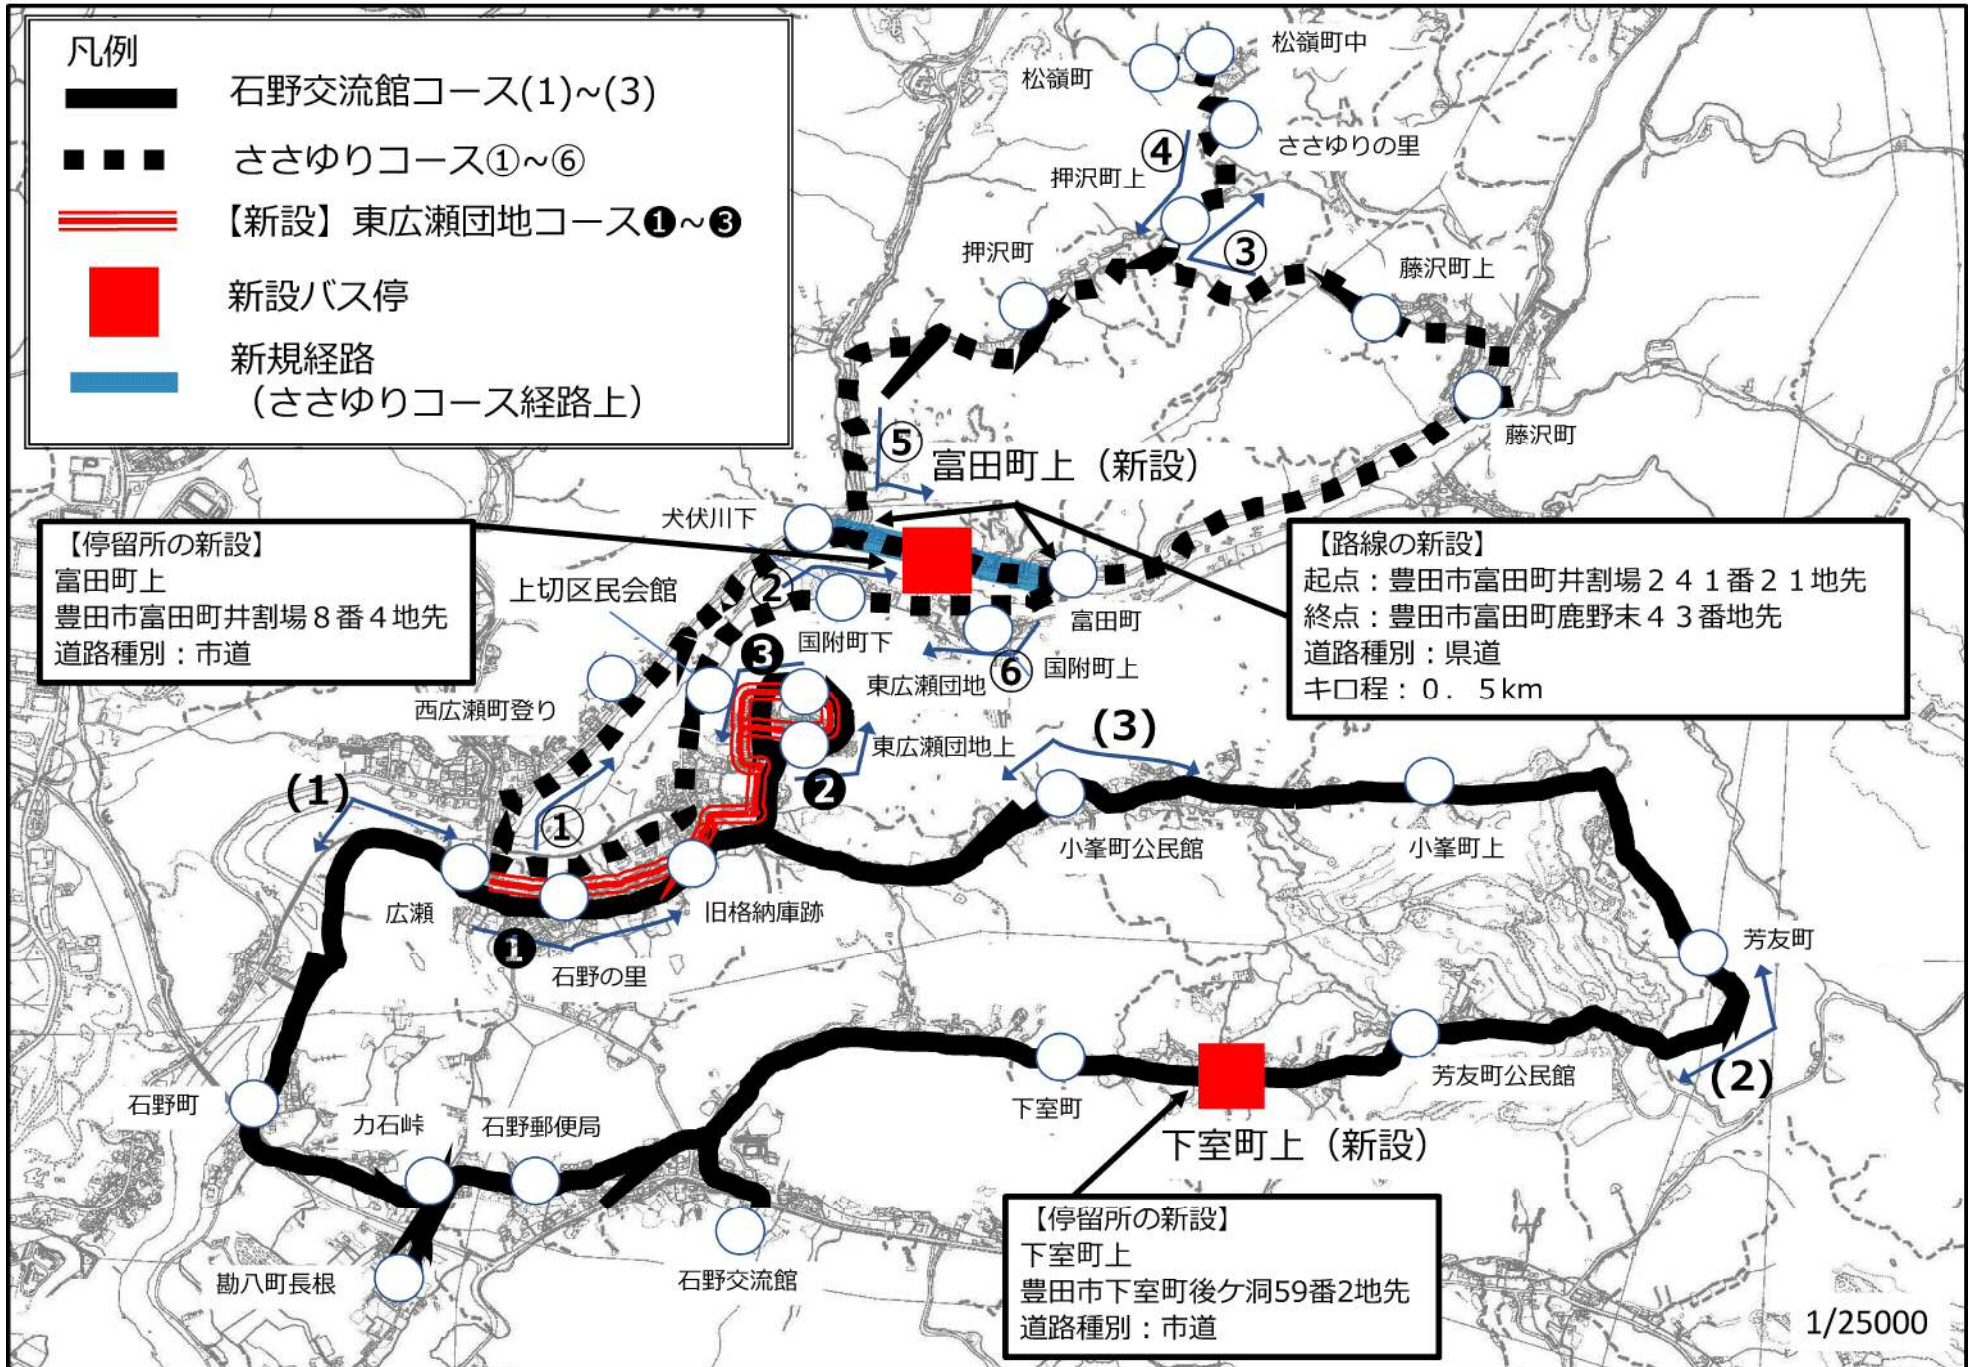 凡例
石野交流館コース(1)~(3)
ささゆりコース①~⑥
【新設】東広瀬団地コース❶~❸
新設バス停
新規経路
（ささゆりコース経路上）
松嶺町中
松嶺町
ささゆりの里
④
押沢町上
③
押沢町
藤沢町上
藤沢町
⑤
富田町上（新設）
犬伏川下
【停留所の新設】
富田町上
豊田市富田町井割場８番４地先
道路種別：市道
【路線の新設】
起点：豊田市富田町井割場２４１番２１地先
終点：豊田市富田町鹿野末４３番地先
道路種別：県道
キロ程：０．５km
上切区民会館
②
国附町下
富田町
⑥
国附町上
❸
東広瀬団地
西広瀬町登り
東広瀬団地上
❷
(3)
(1)
①
小峯町公民館
小峯町上
広瀬
旧格納庫跡
❶
石野の里
芳友町
(2)
芳友町公民館
石野町
力石峠
石野郵便局
下室町
下室町上（新設）
勘八町長根
石野交流館
【停留所の新設】
下室町上
豊田市下室町後ケ洞59番2地先
道路種別：市道
1/25000